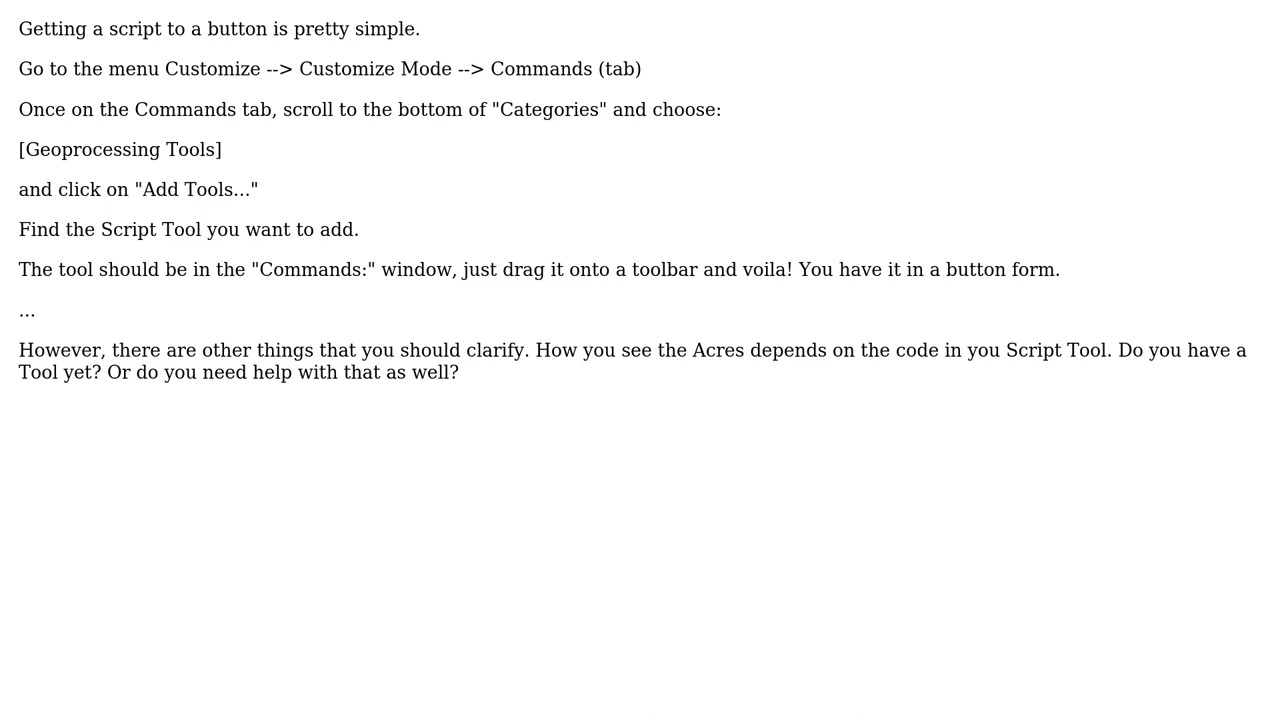 Getting a script to a button is pretty simple.
Go to the menu Customize --> Customize Mode --> Commands (tab)
Once on the Commands tab, scroll to the bottom of "Categories" and choose:
[Geoprocessing Tools]
and click on "Add Tools..."
Find the Script Tool you want to add.
The tool should be in the "Commands:" window, just drag it onto a toolbar and voila! You have it in a button form.
...
However, there are other things that you should clarify. How you see the Acres depends on the code in you Script Tool. Do you have a
Tool yet? Or do you need help with that as well?